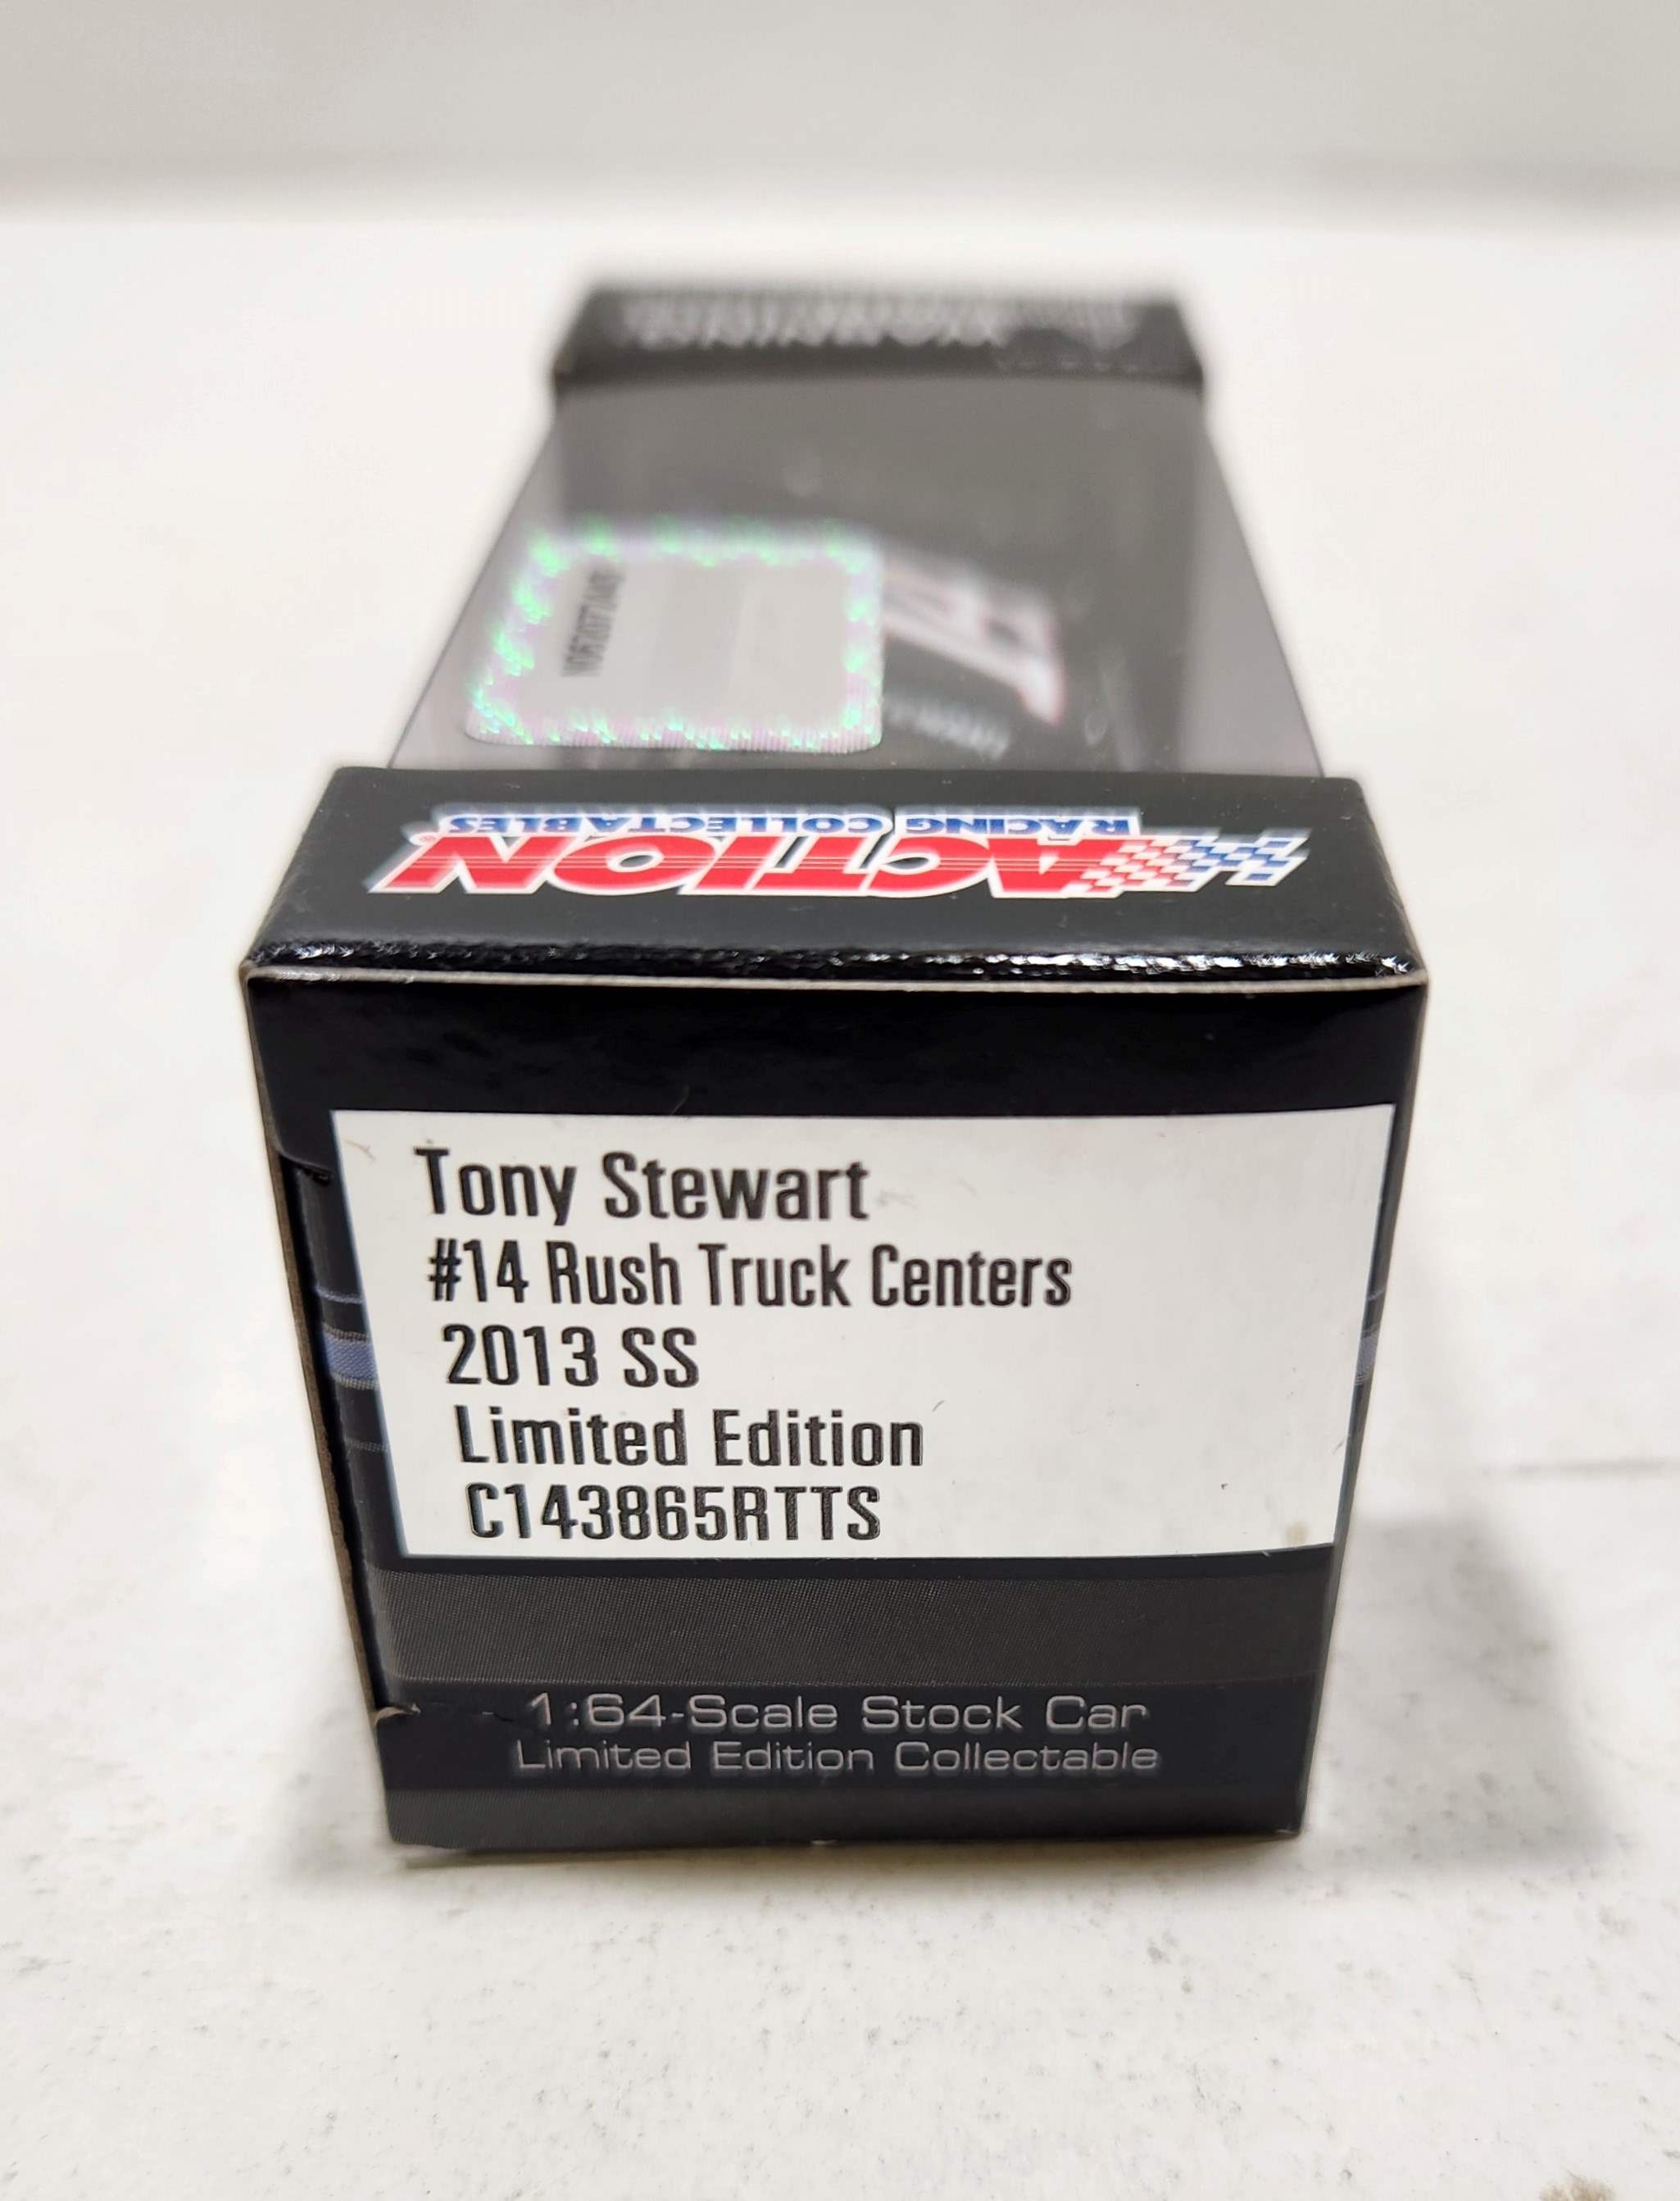 WARNING
ACTION
RACING COLLECTABLES
Tony Stewart
#14 Rush Truck Centers
2013 SS
Limited Edition
C143865RTTS
1:64-Scale Stock Car
Limited Edition Collectable